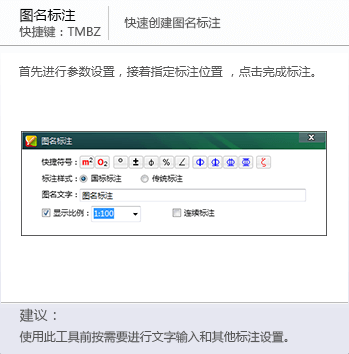 图名标注
快捷键：TMBZ
快速创建图名标注
首先进行参数设置，接着指定标注位置 ，点击完成标注。
图名标注 x
快捷符号： m² O₂ ° ± ϕ % ∠ Φ
标注样式： 国标标注 传统标注
图名文字： 图名标注
显示比例： 1:100 连续标注
建议：
使用此工具前按需要进行文字输入和其他标注设置。